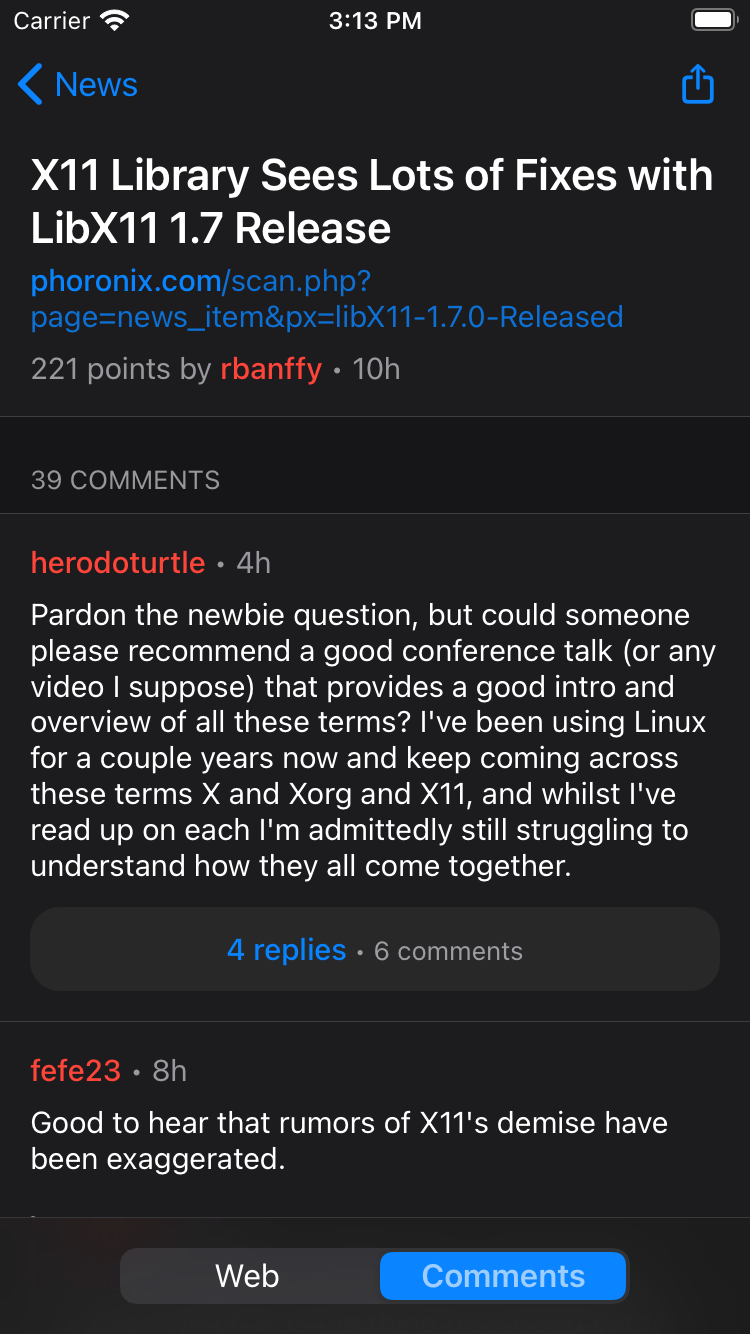 Carrier 3:13 PM
News
X11 Library Sees Lots of Fixes with
LibX11 1.7 Release
phoronix.com/scan.php?
page=news_item&px=libX11-1.7.0-Released
221 points by rbanffy • 10h
39 COMMENTS
herodoturtle • 4h
Pardon the newbie question, but could someone
please recommend a good conference talk (or any
video I suppose) that provides a good intro and
overview of all these terms? I've been using Linux
for a couple years now and keep coming across
these terms X and Xorg and X11, and whilst I've
read up on each I'm admittedly still struggling to
understand how they all come together.
4 replies • 6 comments
fefe23 • 8h
Good to hear that rumors of X11's demise have
been exaggerated.
Web Comments